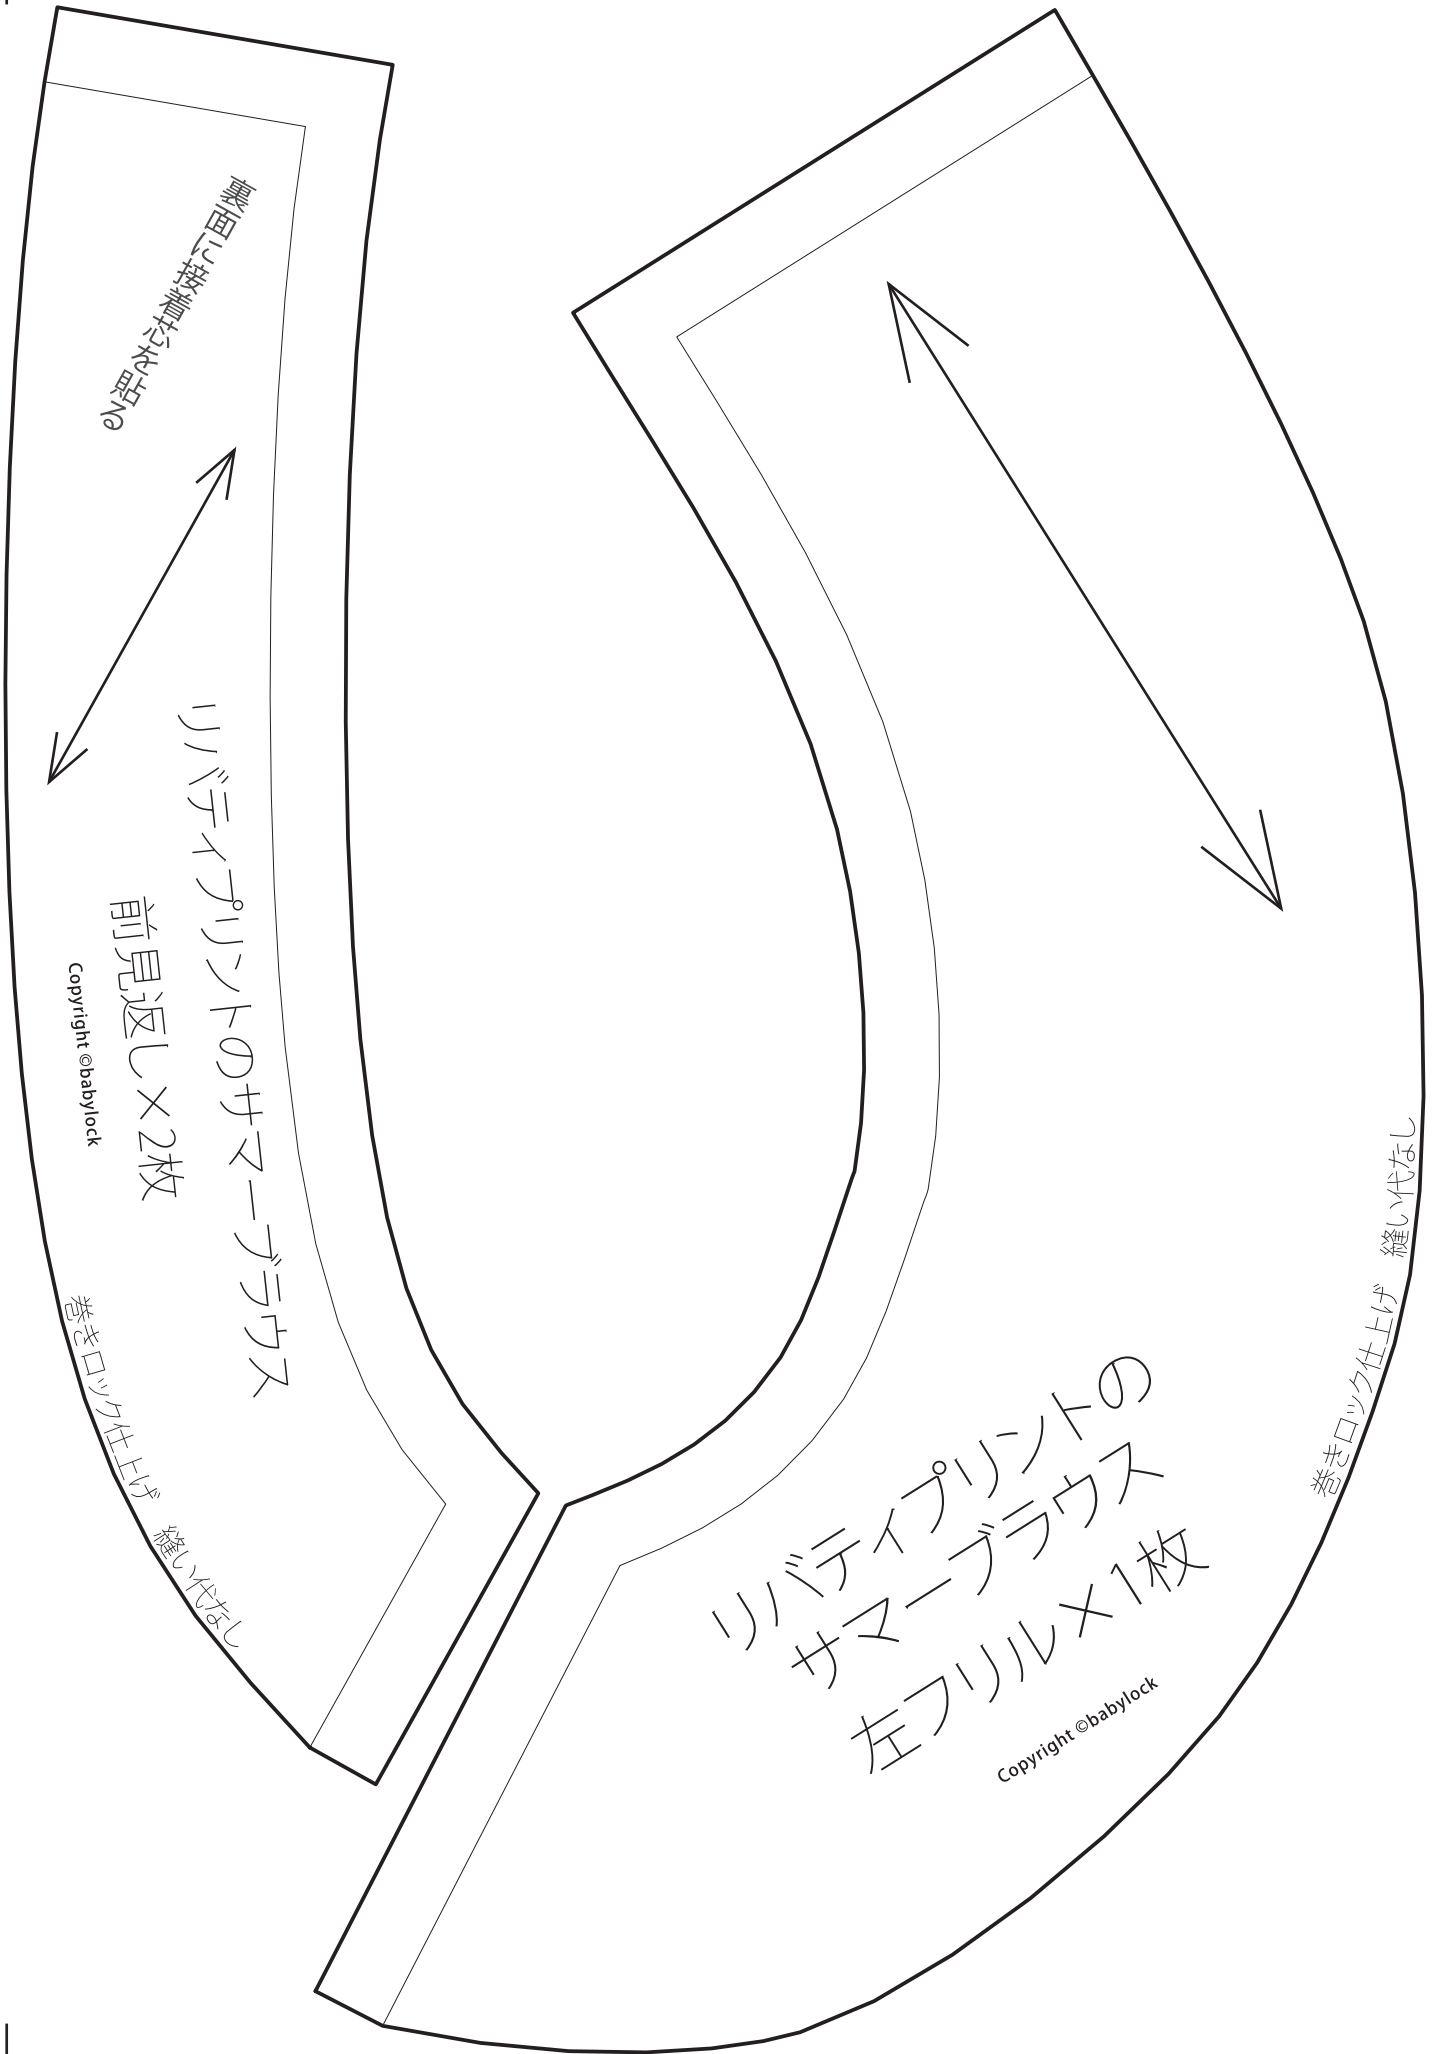 裏面に接着芯を貼る
リバティプリントのサマーブラウス
前見返し×2枚
Copyright ©babylock
巻きロック仕上げ　縫い代なし
リバティプリントの
サマーブラウス
左フリル×1枚
Copyright ©babylock
巻きロック仕上げ　縫い代なし